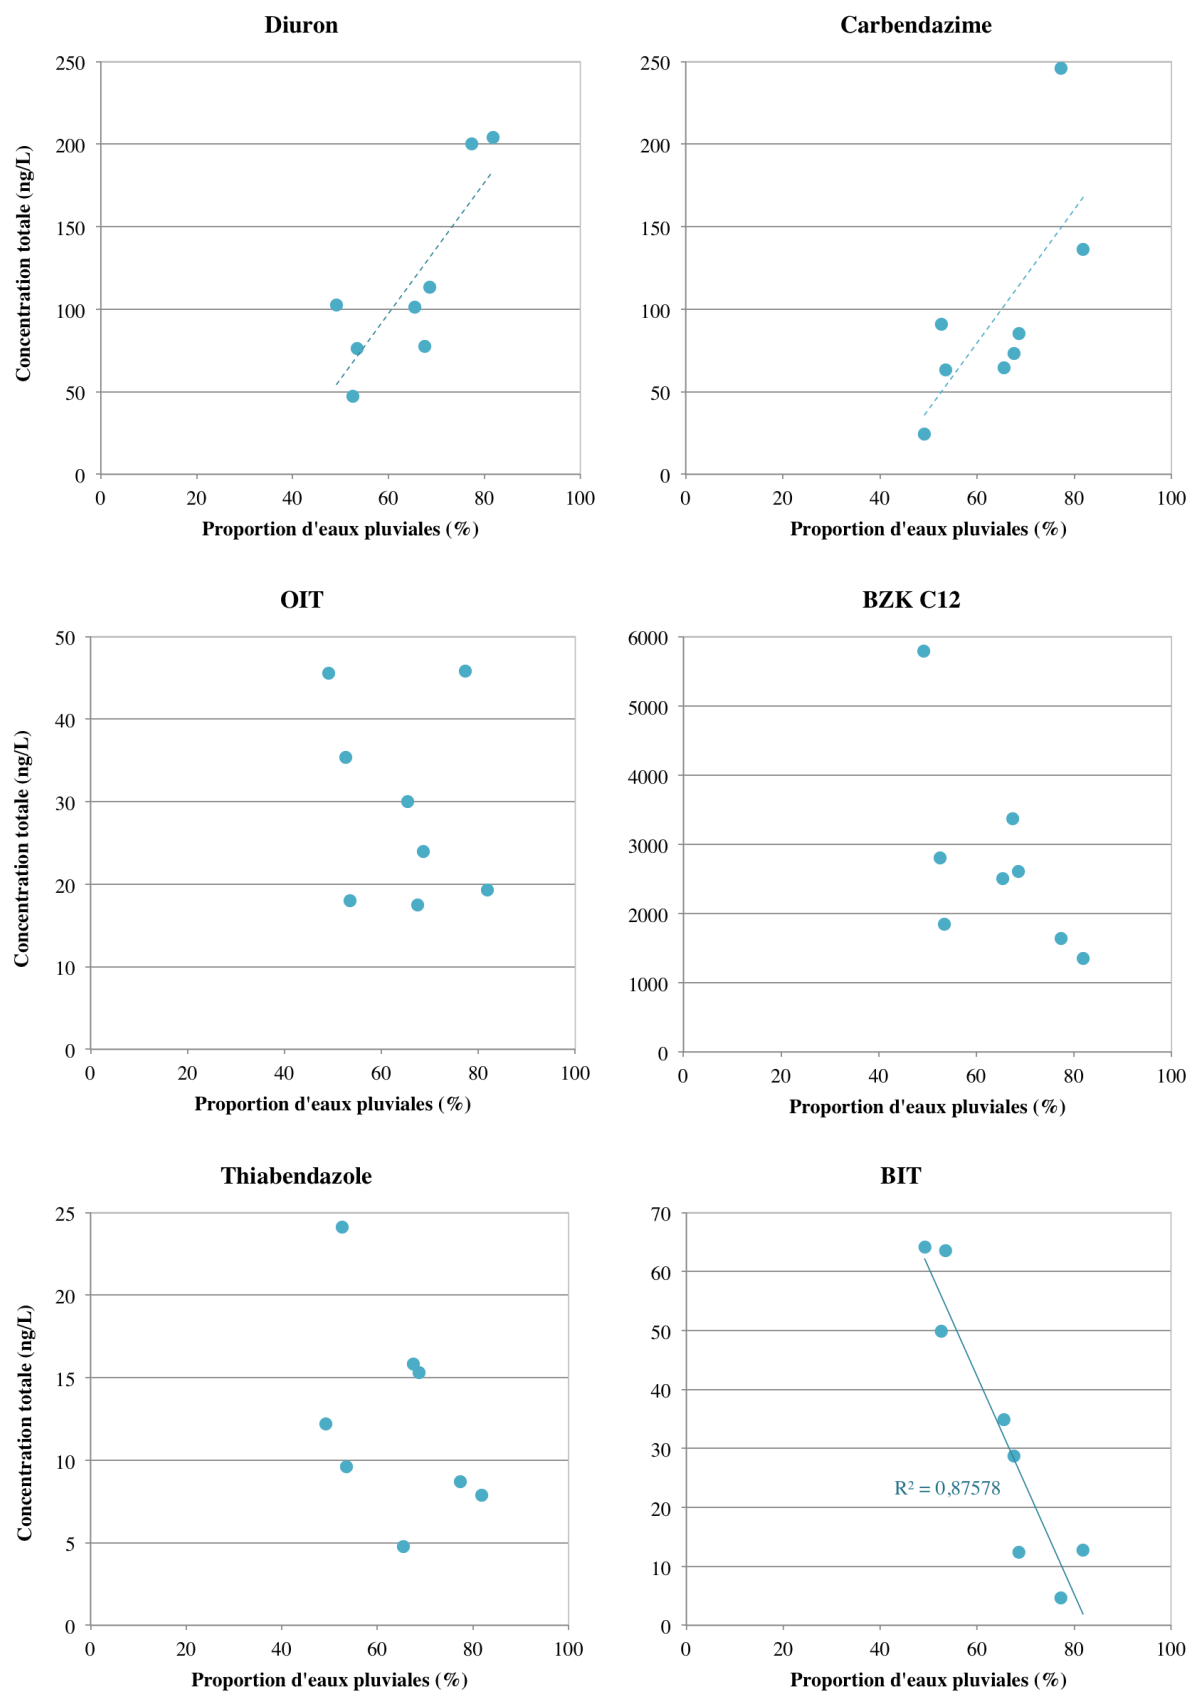 Diuron
250
200
150
100
50
0
0 20 40 60 80 100
Concentration totale (ng/L)
Proportion d'eaux pluviales (%)
Carbendazime
250
200
150
100
50
0
0 20 40 60 80 100
Proportion d'eaux pluviales (%)
OIT
50
40
30
20
10
0
0 20 40 60 80 100
Concentration totale (ng/L)
Proportion d'eaux pluviales (%)
BZK C12
6000
5000
4000
3000
2000
1000
0
0 20 40 60 80 100
Proportion d'eaux pluviales (%)
Thiabendazole
25
20
15
10
5
0
0 20 40 60 80 100
Concentration totale (ng/L)
Proportion d'eaux pluviales (%)
BIT
70
60
50
40
30
20
10
0
R² = 0,87578
0 20 40 60 80 100
Proportion d'eaux pluviales (%)